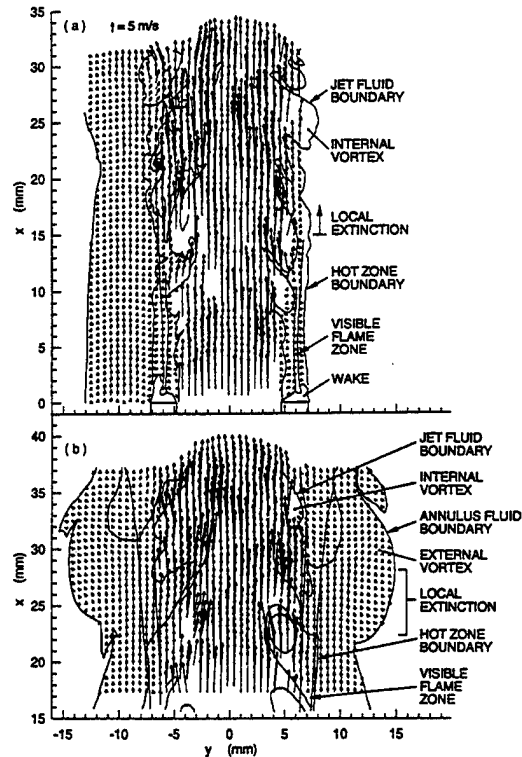 (a)
↑ = 5 m/s
35
30
25
20
15
10
5
0
x (mm)
JET FLUID
BOUNDARY
INTERNAL
VORTEX
LOCAL
EXTINCTION
HOT ZONE
BOUNDARY
VISIBLE
FLAME
ZONE
WAKE
(b)
40
35
30
25
20
15
x (mm)
JET FLUID
BOUNDARY
INTERNAL
VORTEX
ANNULUS FLUID
BOUNDARY
EXTERNAL
VORTEX
LOCAL
EXTINCTION
HOT ZONE
BOUNDARY
VISIBLE
FLAME
ZONE
-15 -10 -5 0 5 10 15
y (mm)